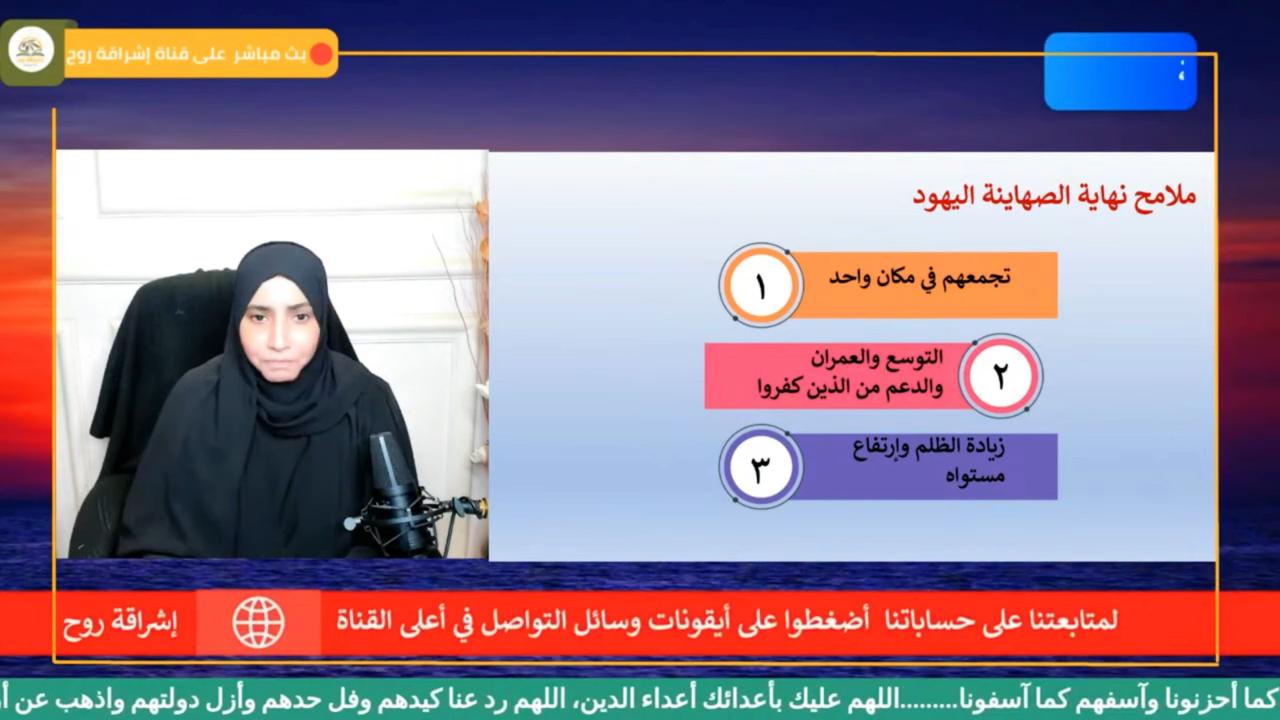 بث مباشر على قناة إشراقة روح
ملامح نهاية الصهاينة اليهود
١
تجمعهم في مكان واحد
٢
التوسع والعمران
والدعم من الذين كفروا
٣
زيادة الظلم وإرتفاع
مستواه
لمتابعتنا على حساباتنا أضغطوا على أيقونات وسائل التواصل في أعلى القناة
إشراقة روح
كما أحزنونا وآسفهم كما آسفونا.........اللهم عليك بأعدائك أعداء الدين، اللهم رد عنا كيدهم وفل حدهم وأزل دولتهم واذهب عن